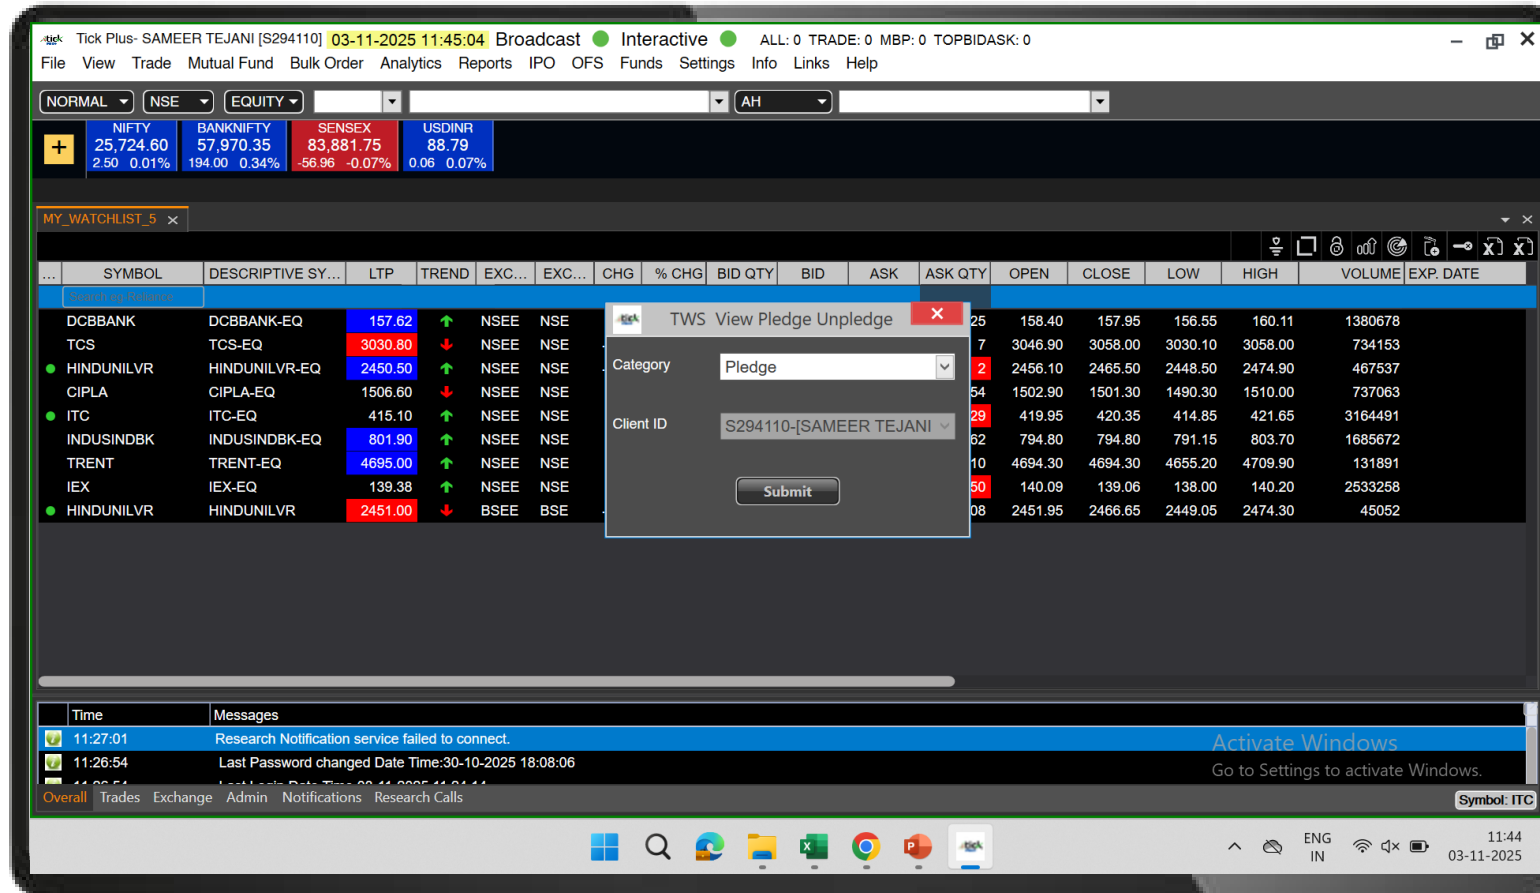 Tick Plus- SAMEER TEJANI [S294110] 03-11-2025 11:45:04 Broadcast Interactive ALL: 0 TRADE: 0 MBP: 0 TOPBIDASK: 0
File View Trade Mutual Fund Bulk Order Analytics Reports IPO OFS Funds Settings Info Links Help
NORMAL NSE EQUITY AH
NIFTY BANKNIFTY SENSEX USDINR
25,724.60 57,970.35 83,881.75 88.79
2.50 0.01% 194.00 0.34% -56.96 -0.07% 0.06 0.07%
MY_WATCHLIST_5
... SYMBOL DESCRIPTIVE SY... LTP TREND EXC... EXC... CHG % CHG BID QTY BID ASK ASK QTY OPEN CLOSE LOW HIGH VOLUME EXP. DATE
Search eg Reliance
DCBBANK DCBBANK-EQ 157.62 NSEE NSE 25 158.40 157.95 156.55 160.11 1380678
TCS TCS-EQ 3030.80 NSEE NSE 7 3046.90 3058.00 3030.10 3058.00 734153
HINDUNILVR HINDUNILVR-EQ 2450.50 NSEE NSE 2 2456.10 2465.50 2448.50 2474.90 467537
CIPLA CIPLA-EQ 1506.60 NSEE NSE 54 1502.90 1501.30 1490.30 1510.00 737063
ITC ITC-EQ 415.10 NSEE NSE 29 419.95 420.35 414.85 421.65 3164491
INDUSINDBK INDUSINDBK-EQ 801.90 NSEE NSE 62 794.80 794.80 791.15 803.70 1685672
TRENT TRENT-EQ 4695.00 NSEE NSE 10 4694.30 4694.30 4655.20 4709.90 131891
IEX IEX-EQ 139.38 NSEE NSE 50 140.09 139.06 138.00 140.20 2533258
HINDUNILVR HINDUNILVR 2451.00 BSEE BSE 08 2451.95 2466.65 2449.05 2474.30 45052
TWS View Pledge Unpledge
Category Pledge
Client ID S294110-[SAMEER TEJANI
Submit
Time Messages
11:27:01 Research Notification service failed to connect.
11:26:54 Last Password changed Date Time:30-10-2025 18:08:06
Activate Windows
Go to Settings to activate Windows.
Overall Trades Exchange Admin Notifications Research Calls
Symbol: ITC
ENG
IN
11:44
03-11-2025